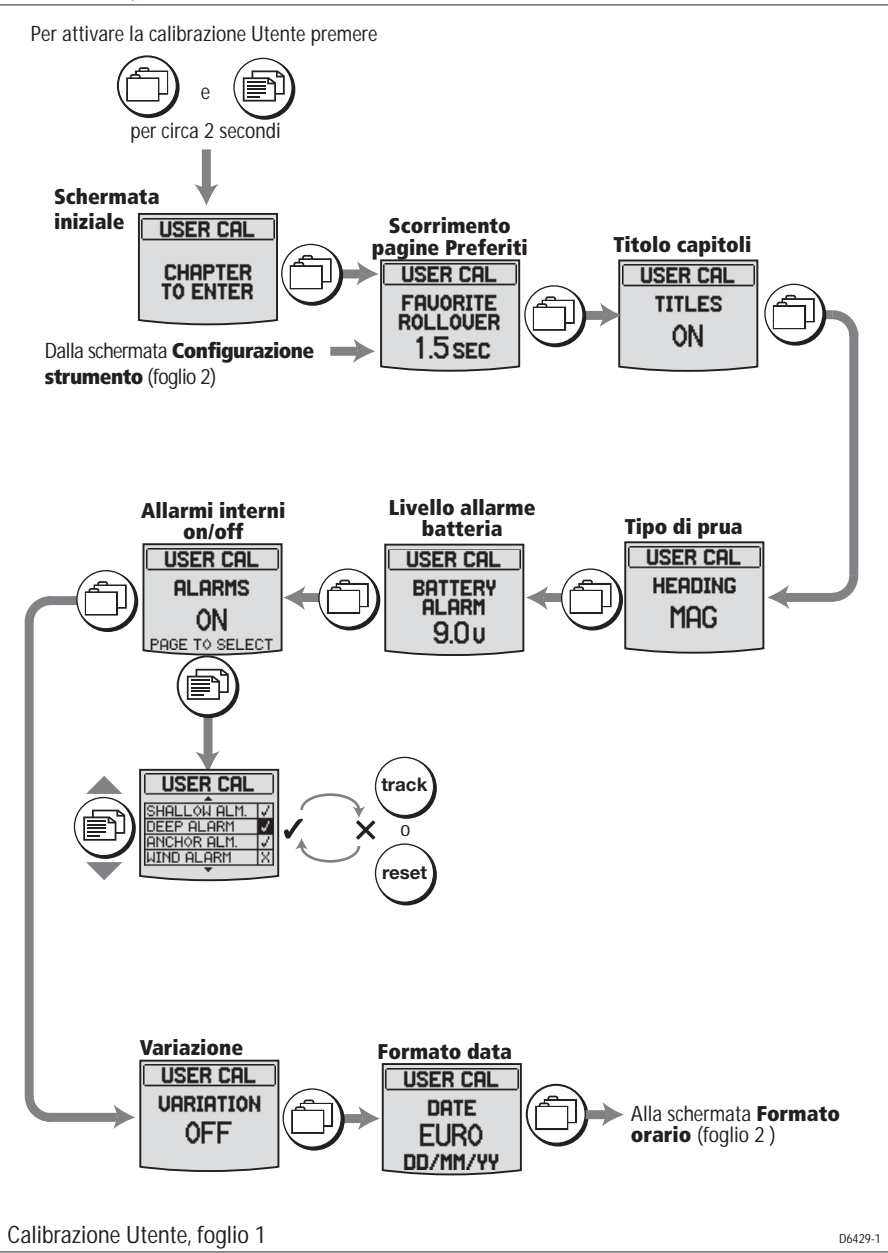 Per attivare la calibrazione Utente premere
e
per circa 2 secondi
Schermata
iniziale
USER CAL
CHAPTER
TO ENTER
Scorrimento
pagine Preferiti
USER CAL
FAVORITE
ROLLOVER
1.5 SEC
Titolo capitoli
USER CAL
TITLES
ON
Dalla schermata Configurazione
strumento (foglio 2)
Allarmi interni
on/off
USER CAL
ALARMS
ON
PAGE TO SELECT
Livello allarme
batteria
USER CAL
BATTERY
ALARM
9.0 v
Tipo di prua
USER CAL
HEADING
MAG
USER CAL
SHALLOW ALM. ✓
DEEP ALARM ✓
ANCHOR ALM. ✓
WIND ALARM X
track
o
reset
Variazione
USER CAL
VARIATION
OFF
Formato data
USER CAL
DATE
EURO
DD/MM/YY
Alla schermata Formato
orario (foglio 2 )
Calibrazione Utente, foglio 1
D6429-1